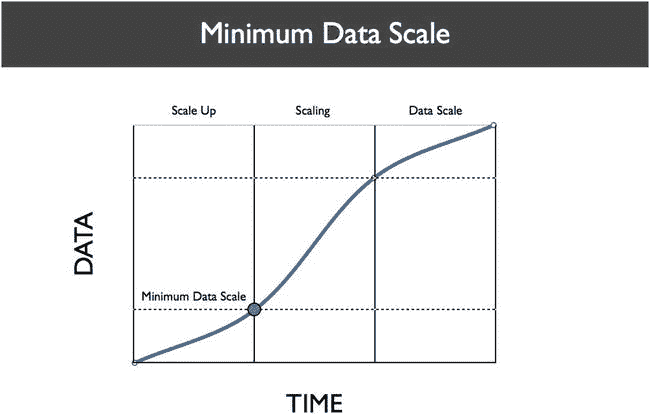 Minimum Data Scale
Scale Up Scaling Data Scale
DATA
Minimum Data Scale
TIME